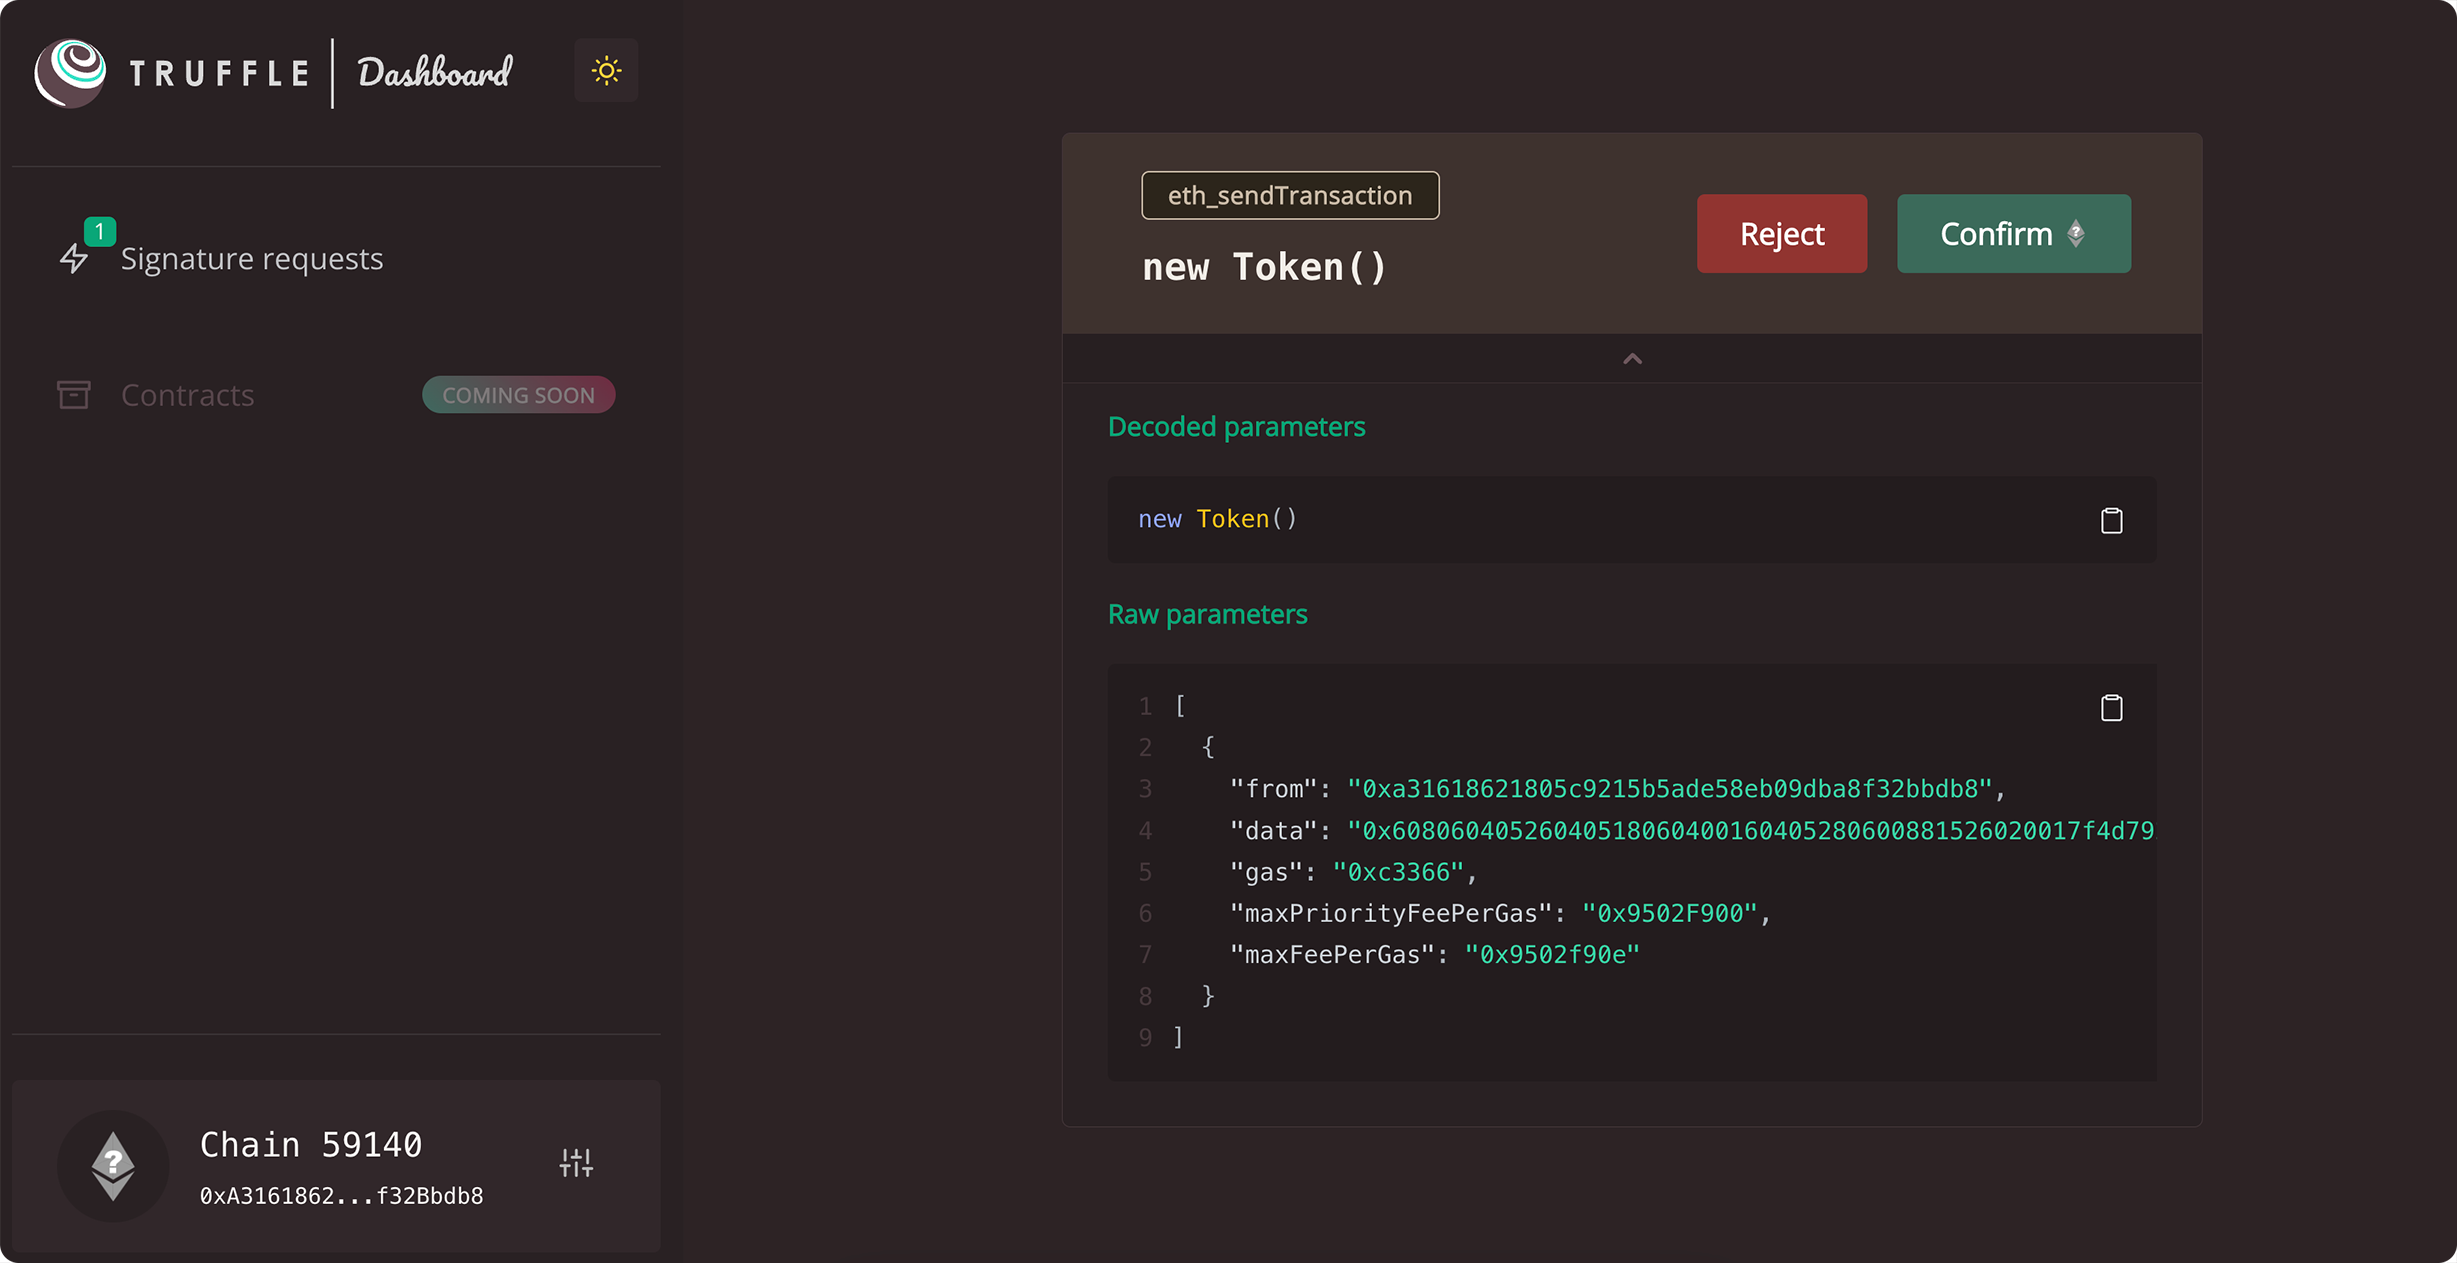 TRUFFLE | Dashboard
1
Signature requests
Contracts COMING SOON
Chain 59140
0xA3161862...f32Bbdb8
eth_sendTransaction
new Token()
Reject
Confirm
Decoded parameters
new Token()
Raw parameters
1 [
2   {
3     "from": "0xa31618621805c9215b5ade58eb09dba8f32bbdb8",
4     "data": "0x608060405260405180604001604052806008815260200​17f4d79
5     "gas": "0xc3366",
6     "maxPriorityFeePerGas": "0x9502F900",
7     "maxFeePerGas": "0x9502f90e"
8   }
9 ]